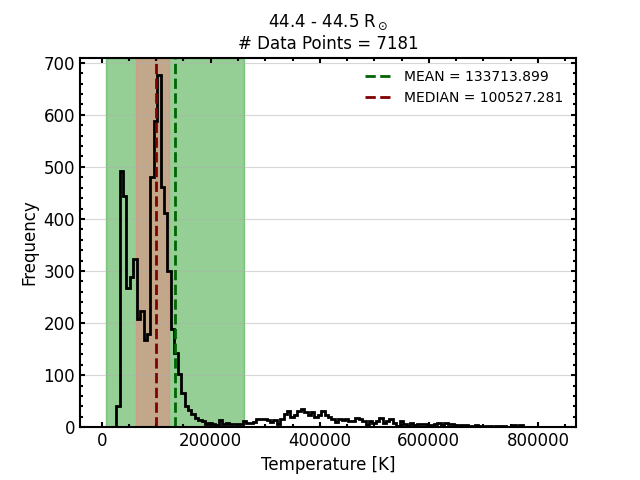 44.4 - 44.5 R⊙
# Data Points = 7181
700
600
500
400
300
200
100
0
Frequency
MEAN = 133713.899
MEDIAN = 100527.281
0 200000 400000 600000 800000
Temperature [K]